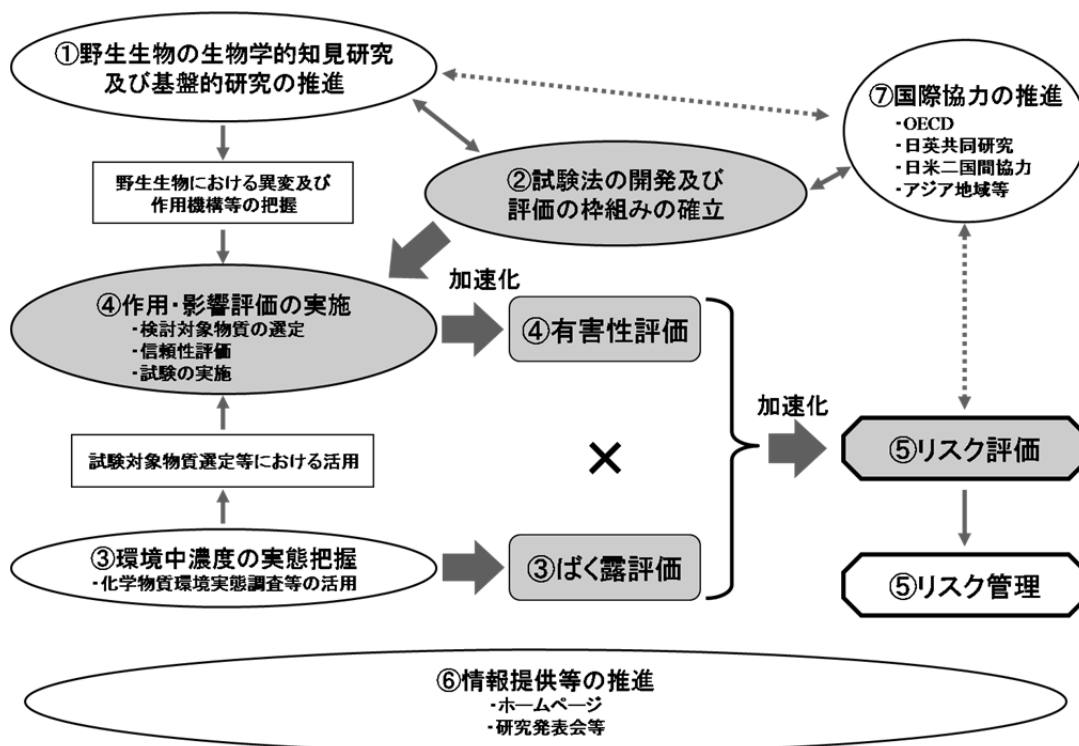 ①野生生物の生物学的知見研究
及び基盤的研究の推進
⑦国際協力の推進
・OECD
・日英共同研究
・日米二国間協力
・アジア地域等
野生生物における異変及び
作用機構等の把握
②試験法の開発及び
評価の枠組みの確立
④作用・影響評価の実施
・検討対象物質の選定
・信頼性評価
・試験の実施
加速化
④有害性評価
加速化
試験対象物質選定等における活用
×
⑤リスク評価
③環境中濃度の実態把握
・化学物質環境実態調査等の活用
③ばく露評価
⑤リスク管理
⑥情報提供等の推進
・ホームページ
・研究発表会等